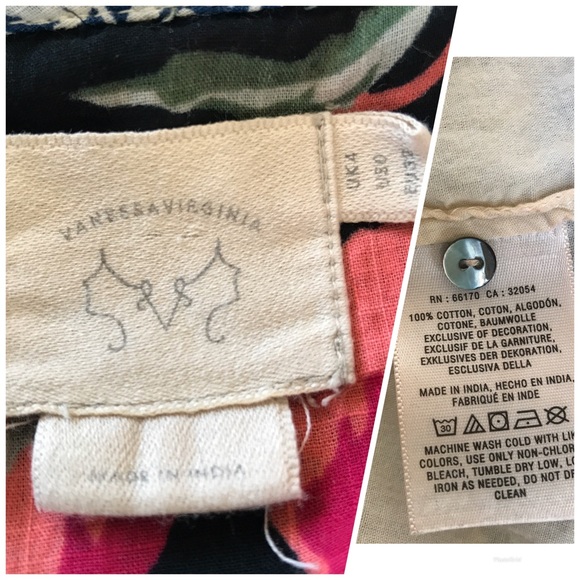 VANESSAVIRGINIA
UK4
US0
MADE IN INDIA
RN : 66170 CA : 32054
100% COTTON, COTON, ALGODÓN,
COTONE, BAUMWOLLE
EXCLUSIVE OF DECORATION,
EXCLUSIF DE LA GARNITURE,
EXKLUSIVES DER DEKORATION,
ESCLUSIVA DELLA
MADE IN INDIA, HECHO EN INDIA,
FABRIQUÉ EN INDE
30
MACHINE WASH COLD WITH LIK
COLORS, USE ONLY NON-CHLOR
BLEACH, TUMBLE DRY LOW, LO
IRON AS NEEDED, DO NOT DR
CLEAN